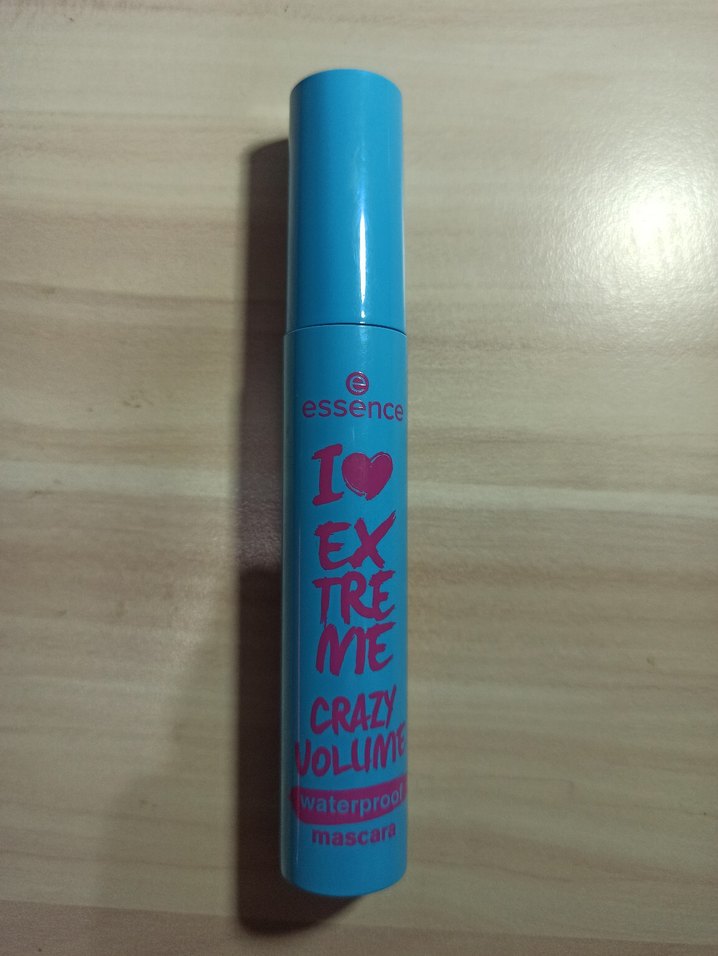 e
essence
I ♥
EX
TRE
ME
CRAZY
VOLUME
waterproof
mascara